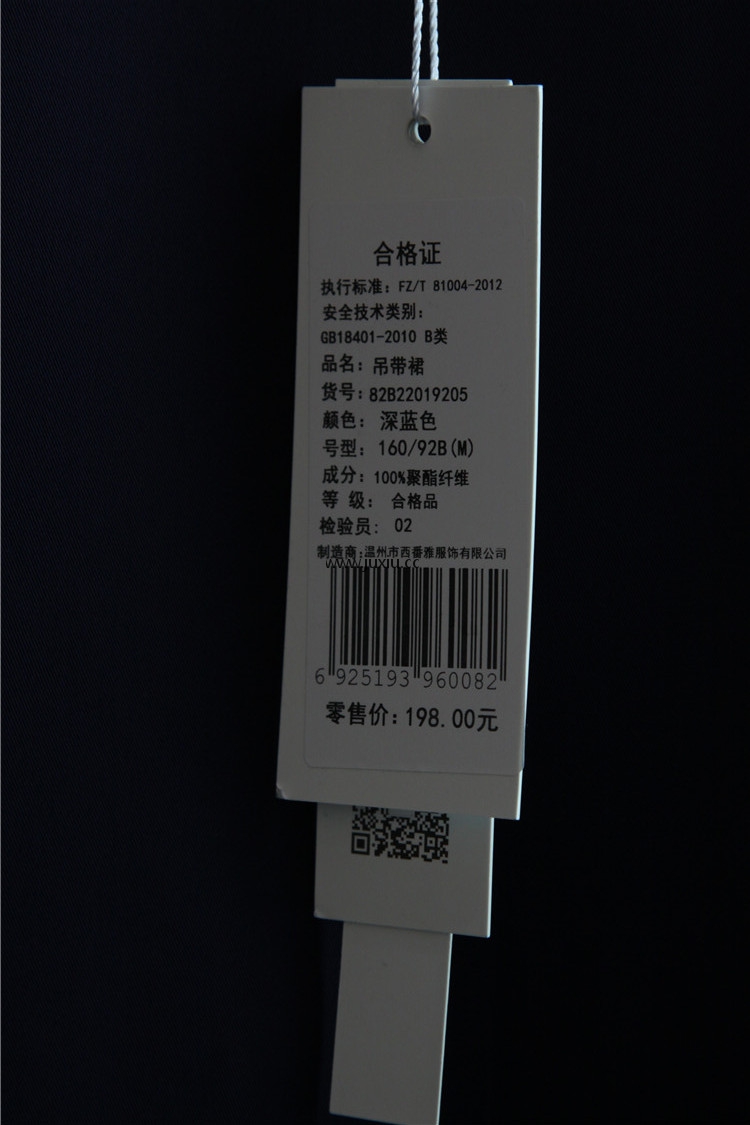 合格证
执行标准: FZ/T 81004-2012
安全技术类别:
GB18401-2010 B类
品名: 吊带裙
货号: 82B22019205
颜色: 深蓝色
号型: 160/92B(M)
成分: 100%聚酯纤维
等 级: 合格品
检验员: 02
制造商:温州市西番雅服饰有限公司
www.juxiu.cc
6 925193 960082
零售价: 198.00元